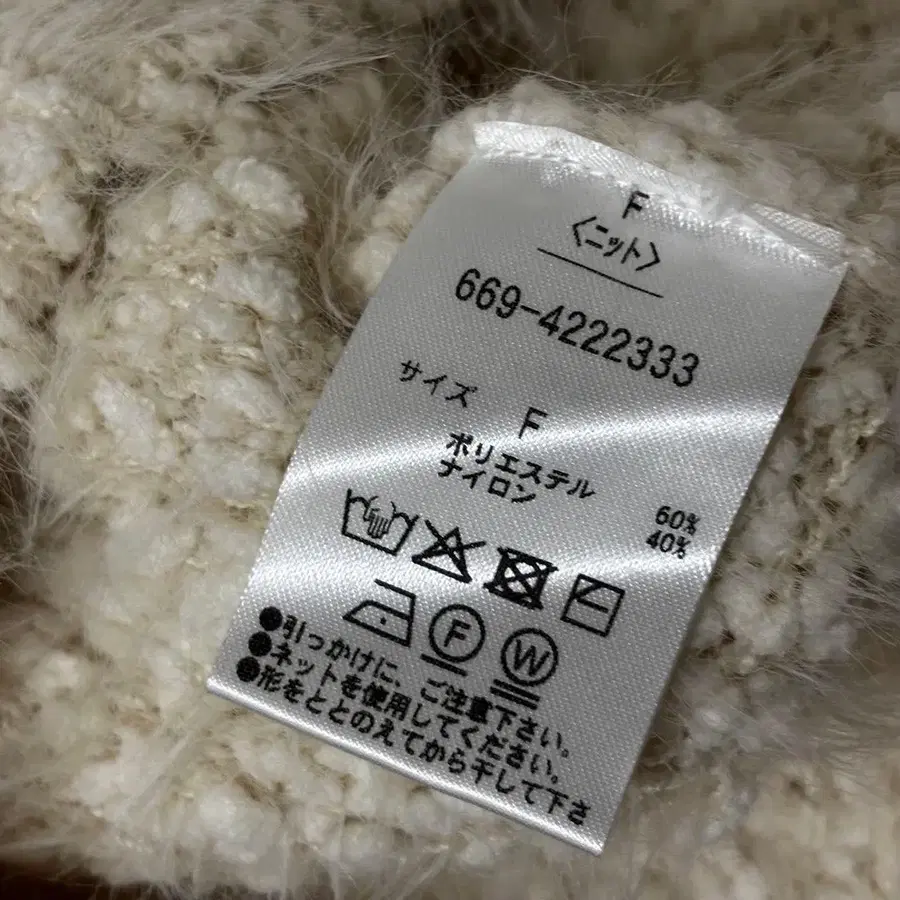 F
〈ニット〉
669-4222333
サイズ F
ポリエステル 60%
ナイロン 40%
F W
●引っかけに、ご注意下さい。
●ネットを使用してください。
●形をととのえてから干して下さ